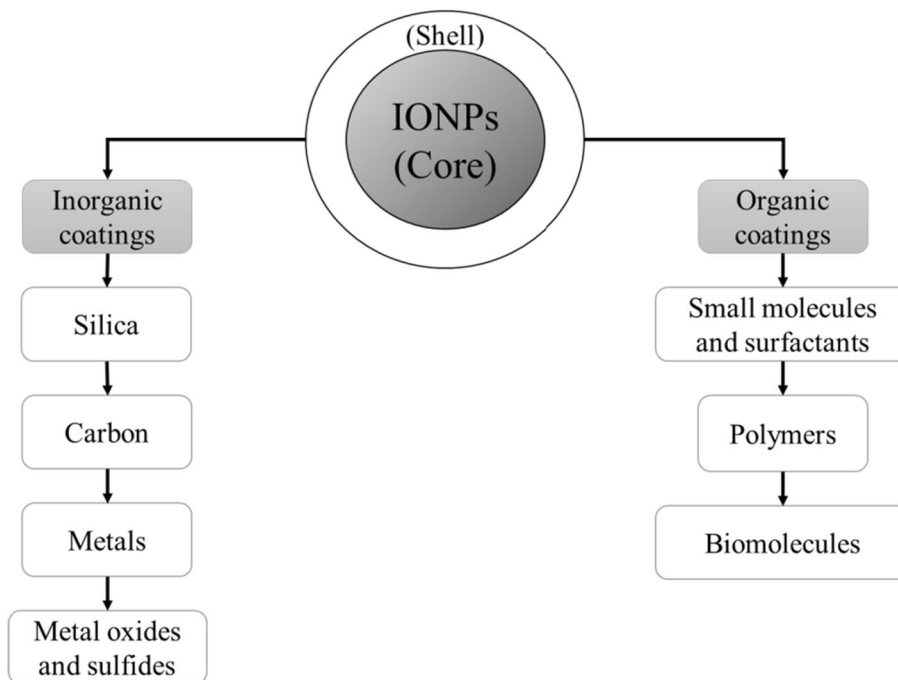 (Shell)
IONPs
(Core)
Inorganic
coatings
Silica
Carbon
Metals
Metal oxides
and sulfides
Organic
coatings
Small molecules
and surfactants
Polymers
Biomolecules